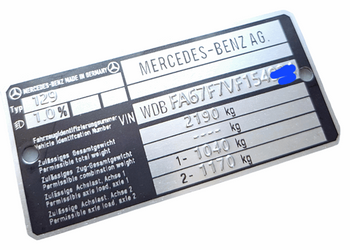 MERCEDES-BENZ MADE IN GERMANY
MERCEDES-BENZ AG.
Typ 129
1.0%
Fahrzeugidentifizierungsnummer
Vehicle Identification Number
VIN WDB FA67F7VF154
Zulässiges Gesamtgewicht
Permissible total weight
2190 kg
Zulässiges Zug-Gesamtgewicht
Permissible combination weight
---- kg
Zulässige Achslast, Achse 1
Permissible axle load, axle 1
1- 1040 kg
Zulässige Achslast, Achse 2
Permissible axle load, axle 2
2- 1170 kg